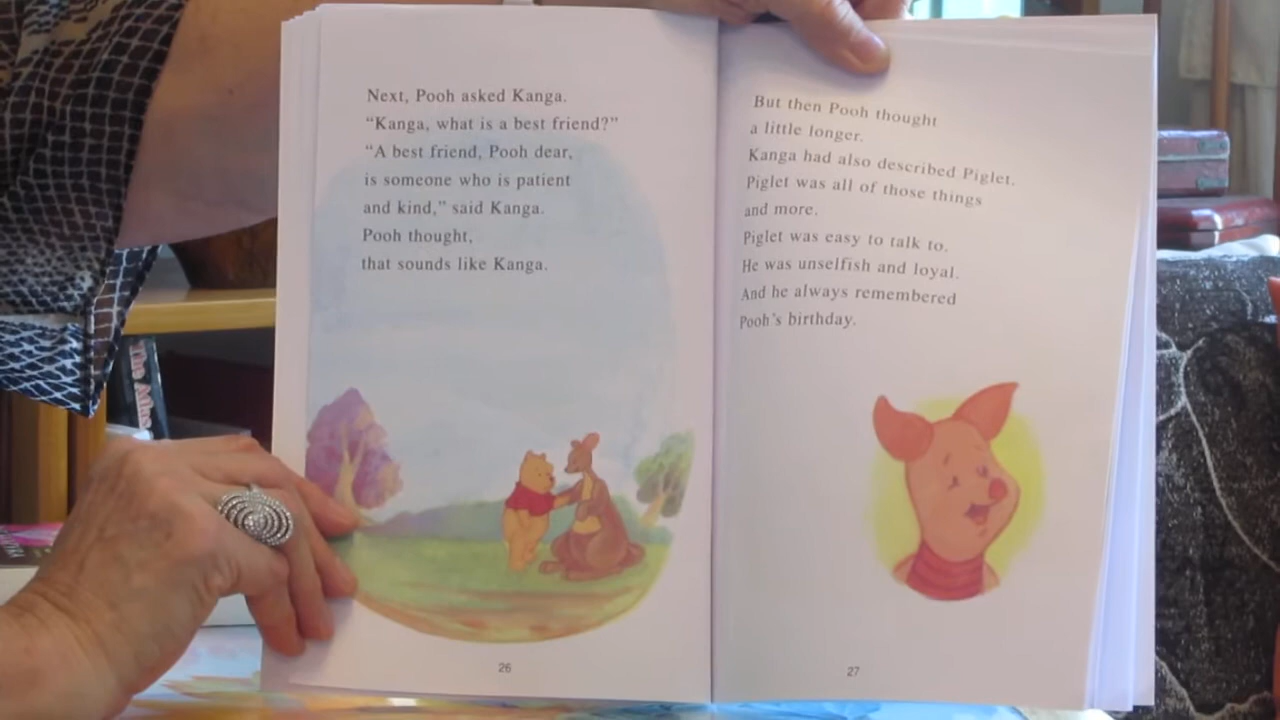 Next, Pooh asked Kanga.
“Kanga, what is a best friend?”
“A best friend, Pooh dear,
is someone who is patient
and kind,” said Kanga.
Pooh thought,
that sounds like Kanga.
26
But then Pooh thought
a little longer.
Kanga had also described Piglet.
Piglet was all of those things
and more.
Piglet was easy to talk to.
He was unselfish and loyal.
And he always remembered
Pooh’s birthday.
27
The